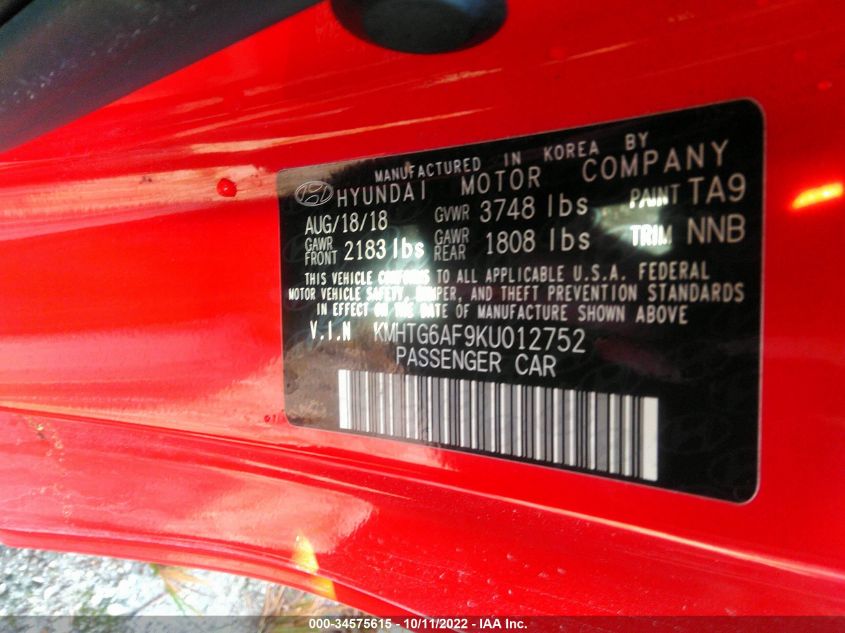 MANUFACTURED IN KOREA BY
HYUNDAI MOTOR COMPANY
AUG/18/18 GVWR 3748 lbs PAINT TA9
GAWR FRONT 2183 lbs GAWR REAR 1808 lbs TRIM NNB
THIS VEHICLE CONFORMS TO ALL APPLICABLE U.S.A. FEDERAL
MOTOR VEHICLE SAFETY, BUMPER, AND THEFT PREVENTION STANDARDS
IN EFFECT ON THE DATE OF MANUFACTURE SHOWN ABOVE
V.I.N KMHTG6AF9KU012752
PASSENGER CAR
000-34575615 - 10/11/2022 - IAA Inc.